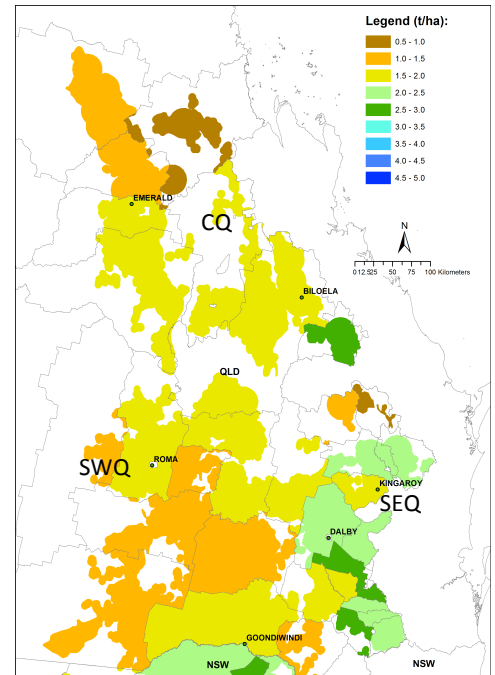 Legend (t/ha):
0.5 - 1.0
1.0 - 1.5
1.5 - 2.0
2.0 - 2.5
2.5 - 3.0
3.0 - 3.5
3.5 - 4.0
4.0 - 4.5
4.5 - 5.0
EMERALD
CQ
N
0 12.525 50 75 100 Kilometers
BILOELA
QLD
SWQ
ROMA
KINGAROY
SEQ
DALBY
GOONDIWINDI
NSW
NSW